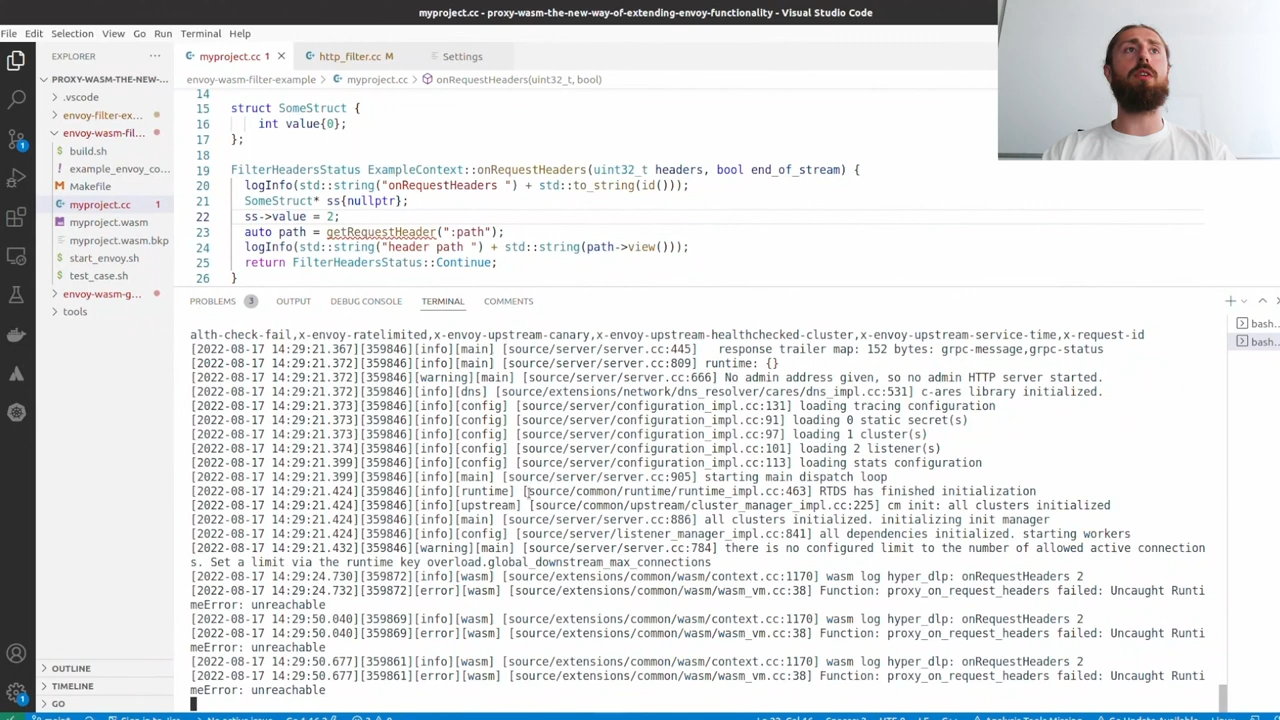 myproject.cc - proxy-wasm-the-new-way-of-extending-envoy-functionality - Visual Studio Code
File Edit Selection View Go Run Terminal Help
EXPLORER ...
myproject.cc 1 × http_filter.cc M Settings
PROXY-WASM-THE-NEW-...
envoy-wasm-filter-example > myproject.cc > onRequestHeaders(uint32_t, bool)
.vscode
envoy-filter-ex...
envoy-wasm-fil...
build.sh
example_envoy_co...
Makefile
myproject.cc 1
myproject.wasm
myproject.wasm.bkp
start_envoy.sh
test_case.sh
envoy-wasm-g...
tools
14
15 struct SomeStruct {
16 int value{0};
17 };
18
19 FilterHeadersStatus ExampleContext::onRequestHeaders(uint32_t headers, bool end_of_stream) {
20 logInfo(std::string("onRequestHeaders ") + std::to_string(id()));
21 SomeStruct* ss{nullptr};
22 ss->value = 2;
23 auto path = getRequestHeader(":path");
24 logInfo(std::string("header path ") + std::string(path->view()));
25 return FilterHeadersStatus::Continue;
26 }
PROBLEMS 3 OUTPUT DEBUG CONSOLE TERMINAL COMMENTS
bash...
bash...
alth-check-fail,x-envoy-ratelimited,x-envoy-upstream-canary,x-envoy-upstream-healthchecked-cluster,x-envoy-upstream-service-time,x-request-id
[2022-08-17 14:29:21.367][359846][info][main] [source/server/server.cc:445] response trailer map: 152 bytes: grpc-message,grpc-status
[2022-08-17 14:29:21.372][359846][info][main] [source/server/server.cc:809] runtime: {}
[2022-08-17 14:29:21.372][359846][warning][main] [source/server/server.cc:666] No admin address given, so no admin HTTP server started.
[2022-08-17 14:29:21.372][359846][info][dns] [source/extensions/network/dns_resolver/cares/dns_impl.cc:531] c-ares library initialized.
[2022-08-17 14:29:21.373][359846][info][config] [source/server/configuration_impl.cc:131] loading tracing configuration
[2022-08-17 14:29:21.373][359846][info][config] [source/server/configuration_impl.cc:91] loading 0 static secret(s)
[2022-08-17 14:29:21.373][359846][info][config] [source/server/configuration_impl.cc:97] loading 1 cluster(s)
[2022-08-17 14:29:21.374][359846][info][config] [source/server/configuration_impl.cc:101] loading 2 listener(s)
[2022-08-17 14:29:21.399][359846][info][config] [source/server/configuration_impl.cc:113] loading stats configuration
[2022-08-17 14:29:21.399][359846][info][main] [source/server/server.cc:905] starting main dispatch loop
[2022-08-17 14:29:21.424][359846][info][runtime] [source/common/runtime/runtime_impl.cc:463] RTDS has finished initialization
[2022-08-17 14:29:21.424][359846][info][upstream] [source/common/upstream/cluster_manager_impl.cc:225] cm init: all clusters initialized
[2022-08-17 14:29:21.424][359846][info][main] [source/server/server.cc:886] all clusters initialized. initializing init manager
[2022-08-17 14:29:21.424][359846][info][config] [source/server/listener_manager_impl.cc:841] all dependencies initialized. starting workers
[2022-08-17 14:29:21.432][359846][warning][main] [source/server/server.cc:784] there is no configured limit to the number of allowed active connection
s. Set a limit via the runtime key overload.global_downstream_max_connections
[2022-08-17 14:29:24.730][359872][info][wasm] [source/extensions/common/wasm/context.cc:1170] wasm log hyper_dlp: onRequestHeaders 2
[2022-08-17 14:29:24.732][359872][error][wasm] [source/extensions/common/wasm/wasm_vm.cc:38] Function: proxy_on_request_headers failed: Uncaught Runti
meError: unreachable
[2022-08-17 14:29:50.040][359869][info][wasm] [source/extensions/common/wasm/context.cc:1170] wasm log hyper_dlp: onRequestHeaders 2
[2022-08-17 14:29:50.040][359869][error][wasm] [source/extensions/common/wasm/wasm_vm.cc:38] Function: proxy_on_request_headers failed: Uncaught Runti
meError: unreachable
[2022-08-17 14:29:50.677][359861][info][wasm] [source/extensions/common/wasm/context.cc:1170] wasm log hyper_dlp: onRequestHeaders 2
[2022-08-17 14:29:50.677][359861][error][wasm] [source/extensions/common/wasm/wasm_vm.cc:38] Function: proxy_on_request_headers failed: Uncaught Runti
meError: unreachable
OUTLINE
TIMELINE
GO